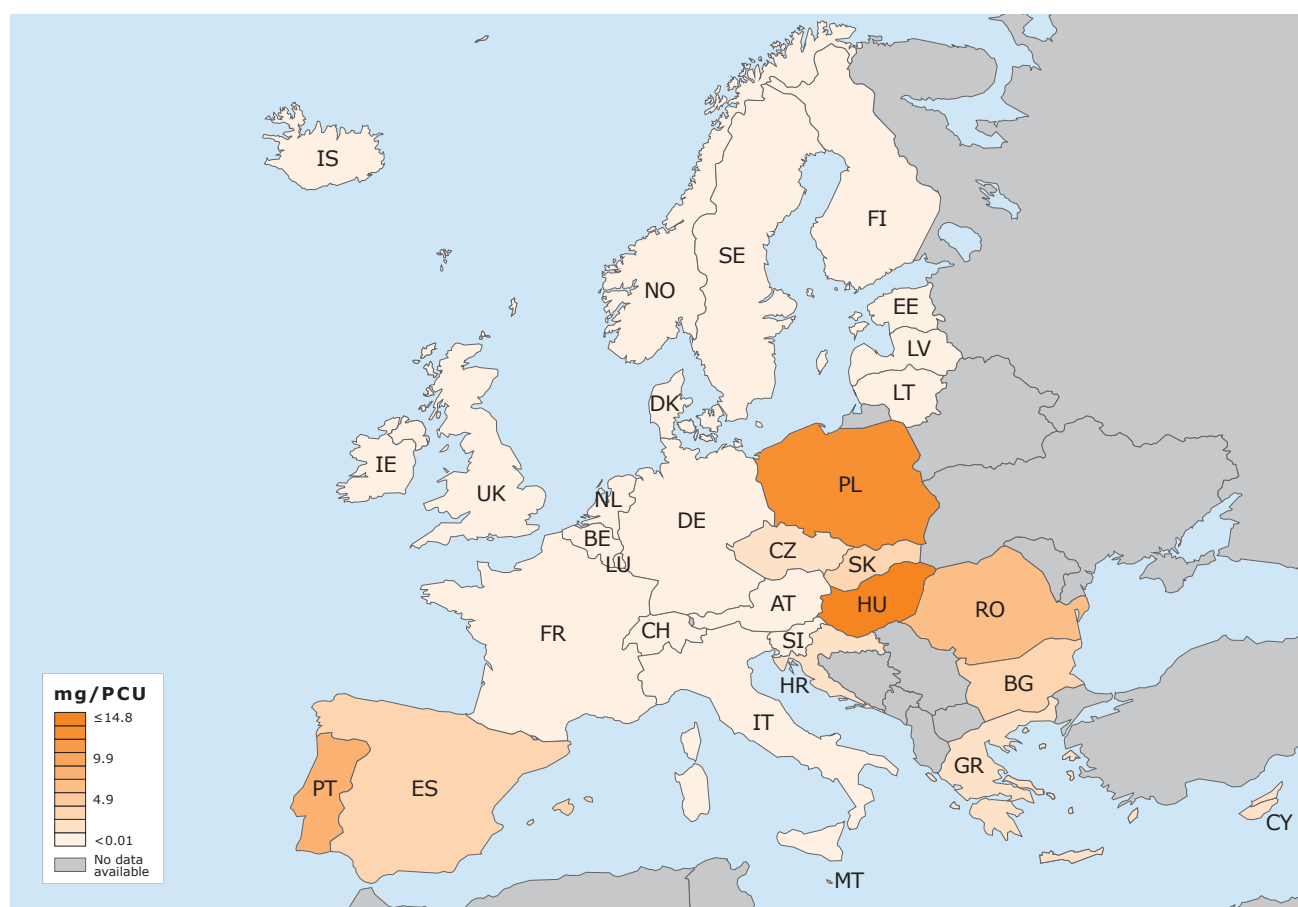 IS
FI
SE
NO
EE
LV
LT
DK
IE
UK
NL
PL
DE
BE
LU
CZ
SK
AT
HU
RO
FR
CH
SI
HR
BG
IT
GR
PT
ES
CY
MT
mg/PCU
≤14.8
9.9
4.9
<0.01
No data
available